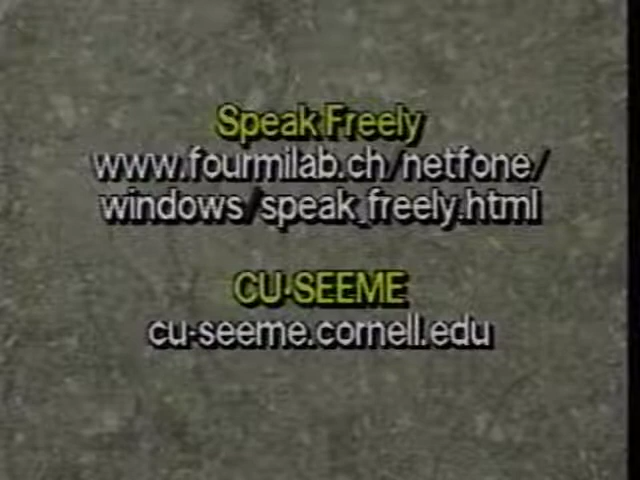 Speak Freely
www.fourmilab.ch/netfone/
windows/speak_freely.html
CU-SEEME
cu-seeme.cornell.edu